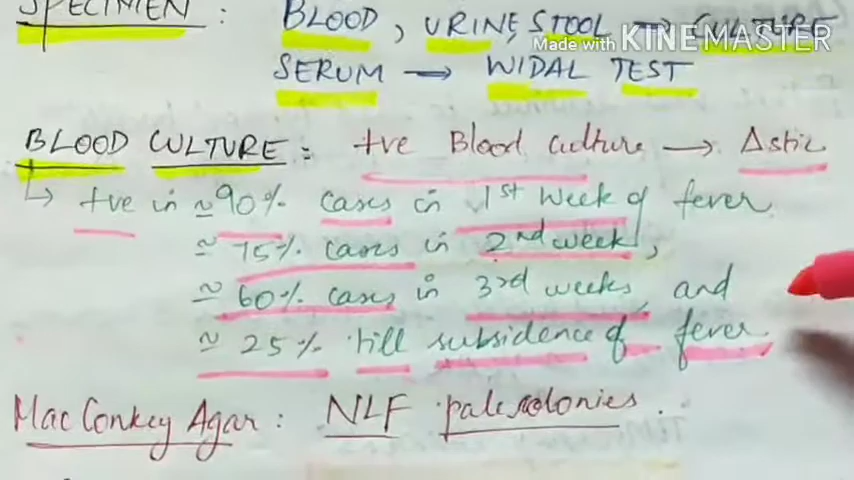 SPECIMEN : BLOOD, URINE, STOOL → CULTURE
Made with KINEMASTER
SERUM → WIDAL TEST
BLOOD CULTURE: +ve Blood culture → Δstic
↳ +ve in ≃90% cases in 1st week of fever
≃ 75% cases in 2nd week,
≃ 60% cases in 3rd weeks, and
≃ 25% till subsidence of fever
MacConkey Agar: NLF pale colonies.